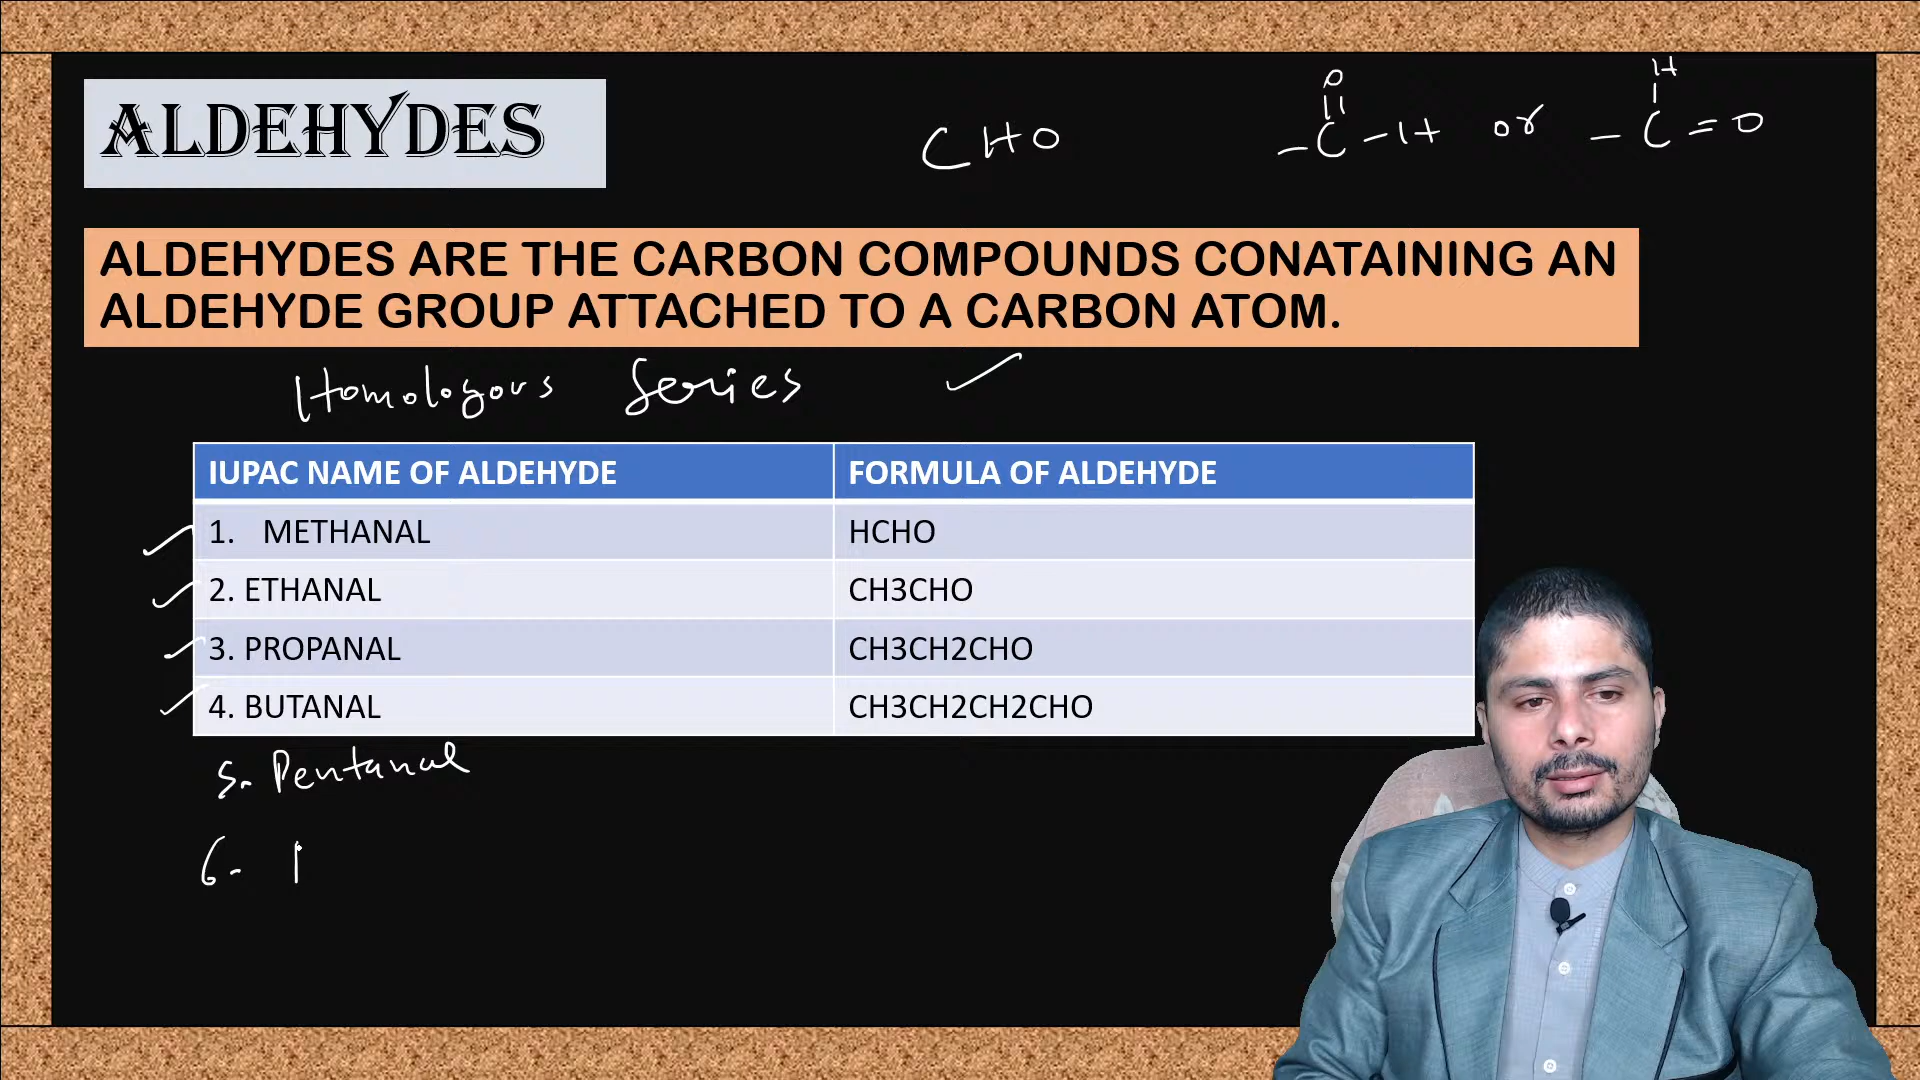 ALDEHYDES
CHO
O
||
-C-H or -C=O
H
|
ALDEHYDES ARE THE CARBON COMPOUNDS CONATAINING AN
ALDEHYDE GROUP ATTACHED TO A CARBON ATOM.
Homologous Series
IUPAC NAME OF ALDEHYDE FORMULA OF ALDEHYDE
1. METHANAL HCHO
2. ETHANAL CH3CHO
3. PROPANAL CH3CH2CHO
4. BUTANAL CH3CH2CH2CHO
5. Pentanal
6.